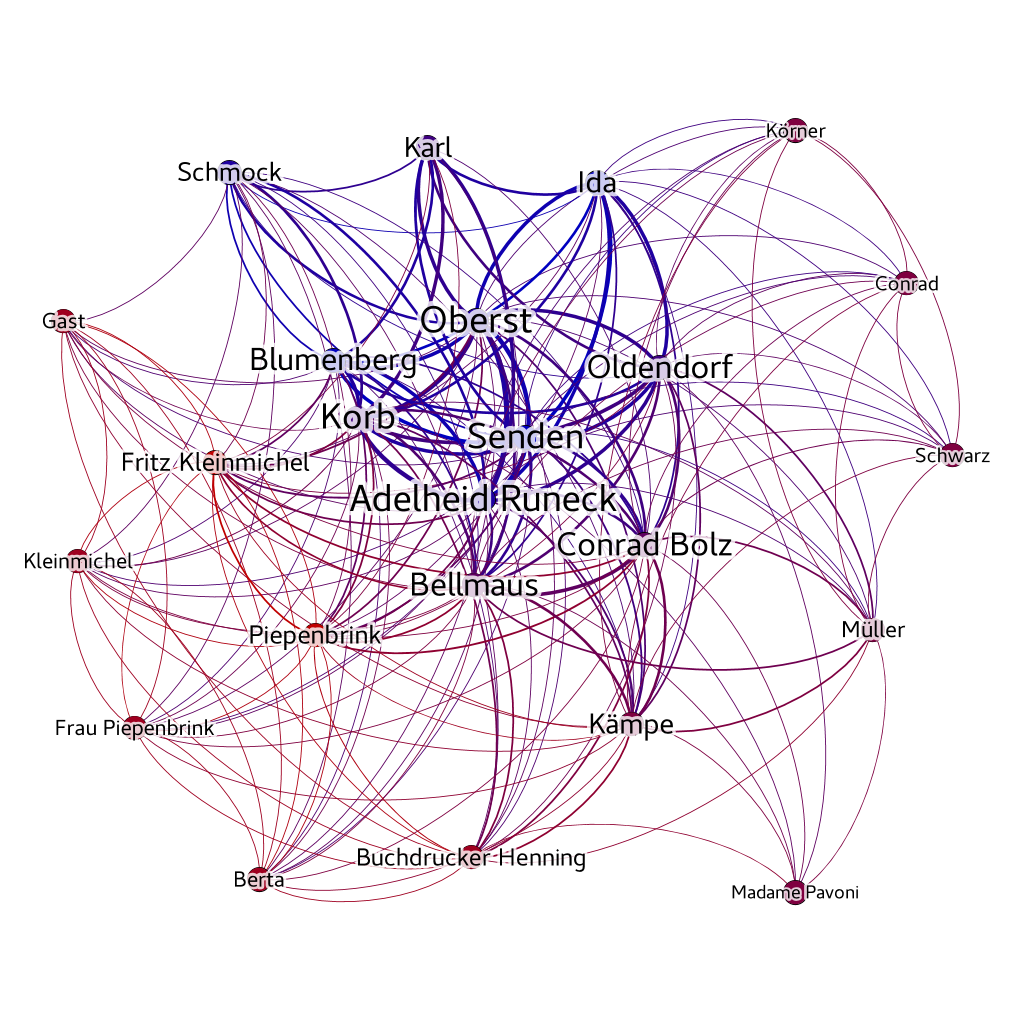 Körner
Karl
Schmock
Ida
Conrad
Gast
Oberst
Blumenberg
Oldendorf
Korb
Senden
Schwarz
Fritz Kleinmichel
Adelheid Runeck
Conrad Bolz
Kleinmichel
Bellmaus
Müller
Piepenbrink
Kämpe
Frau Piepenbrink
Buchdrucker Henning
Berta
Madame Pavoni